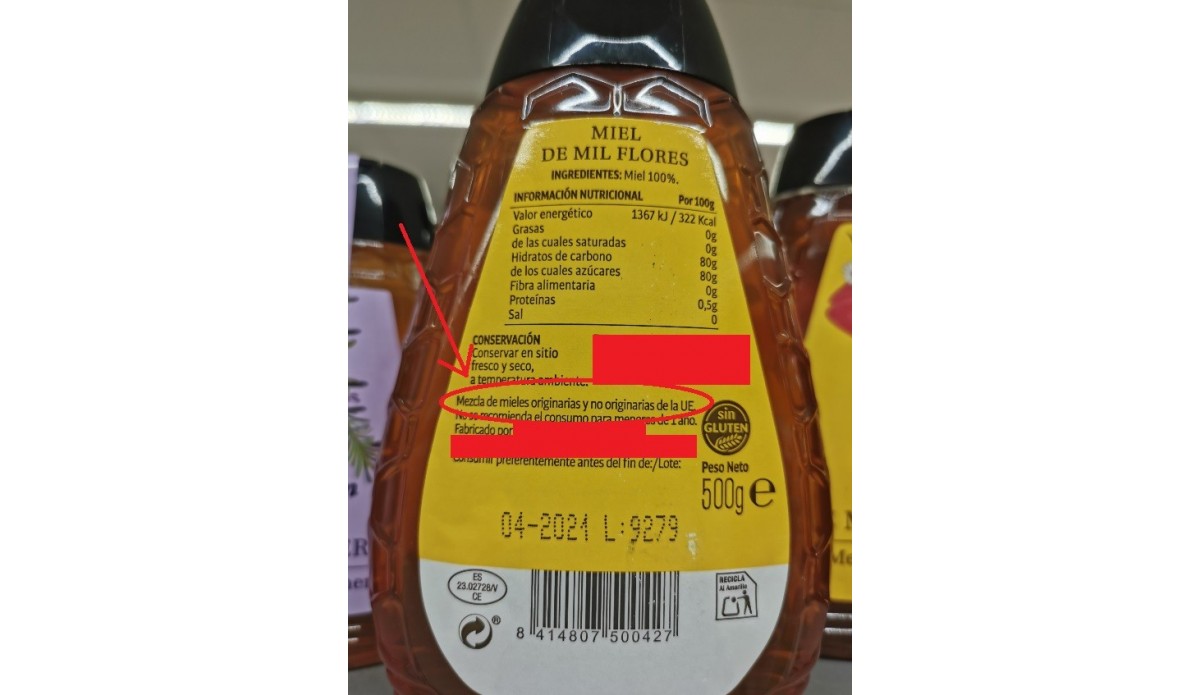 MIEL
DE MIL FLORES
INGREDIENTES: Miel 100%.
INFORMACIÓN NUTRICIONAL Por 100g
Valor energético 1367 kJ / 322 Kcal
Grasas 0g
de las cuales saturadas 0g
Hidratos de carbono 80g
de los cuales azúcares 80g
Fibra alimentaria 0g
Proteínas 0,5g
Sal 0
CONSERVACIÓN
Conservar en sitio
fresco y seco,
a temperatura ambiente.
Mezcla de mieles originarias y no originarias de la UE.
No se recomienda el consumo para menores de 1 año.
Fabricado por
consumir preferentemente antes del fin de:/Lote:
sin
GLUTEN
Peso Neto
500g e
04-2021 L:9279
ES
23.02728/V
CE
RECICLA
Al Amarillo
®
8 414807 500427